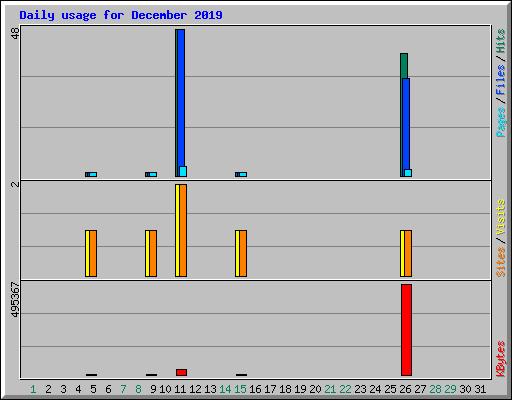 Daily usage for December 2019
48
2
495367
Pages / Files / Hits
Sites / Visits
KBytes
1 2 3 4 5 6 7 8 9 10 11 12 13 14 15 16 17 18 19 20 21 22 23 24 25 26 27 28 29 30 31